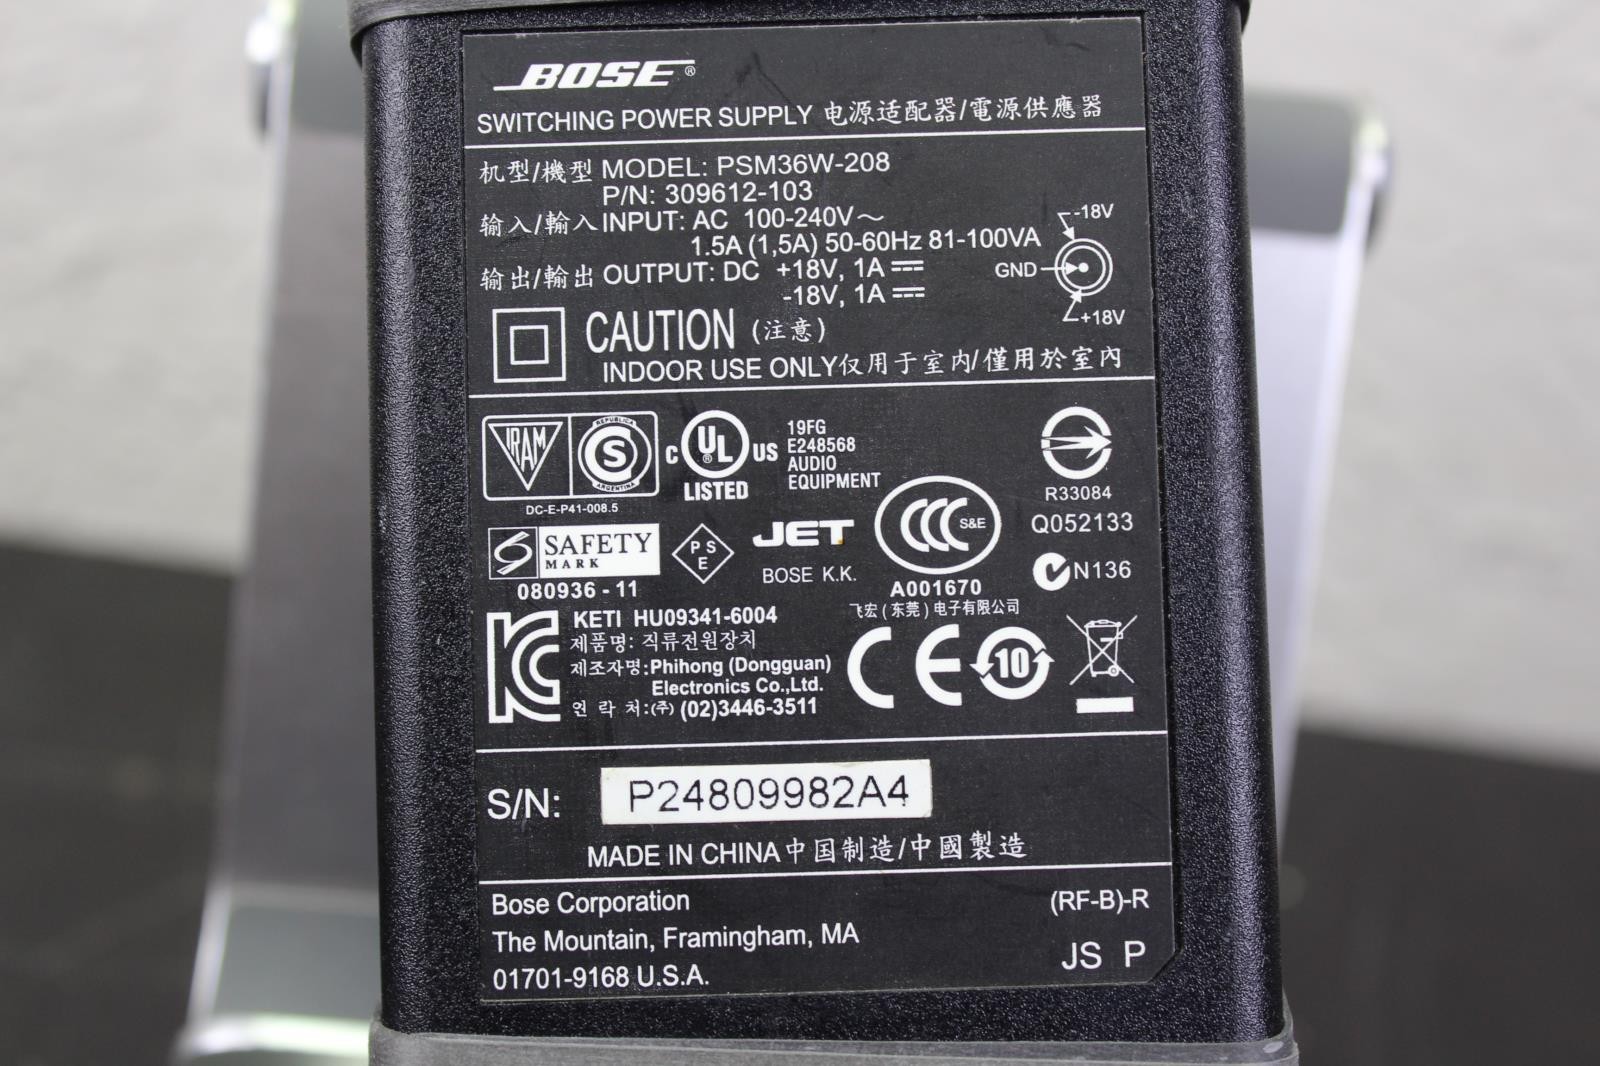 BOSE®
SWITCHING POWER SUPPLY 电源适配器/電源供應器
机型/機型 MODEL: PSM36W-208
P/N: 309612-103
输入/輸入 INPUT: AC 100-240V～
1.5A (1,5A) 50-60Hz 81-100VA
输出/輸出 OUTPUT: DC +18V, 1A
-18V, 1A
-18V
GND
+18V
CAUTION (注意)
INDOOR USE ONLY 仅用于室内/僅用於室內
IRAM
REPUBLICA
S
ARGENTINA
DC-E-P41-008.5
C UL® US
LISTED
19FG
E248568
AUDIO
EQUIPMENT
R33084
Q052133
SAFETY
MARK
080936-11
PSE
JET
BOSE K.K.
CCC S&E
A001670
飞宏(东莞)电子有限公司
N136
KC
KETI HU09341-6004
제품명: 직류전원장치
제조자명:Phihong (Dongguan)
Electronics Co.,Ltd.
연 락 처:(주) (02)3446-3511
CE
10
S/N: P24809982A4
MADE IN CHINA 中国制造/中國製造
Bose Corporation
The Mountain, Framingham, MA
01701-9168 U.S.A.
(RF-B)-R
JS P